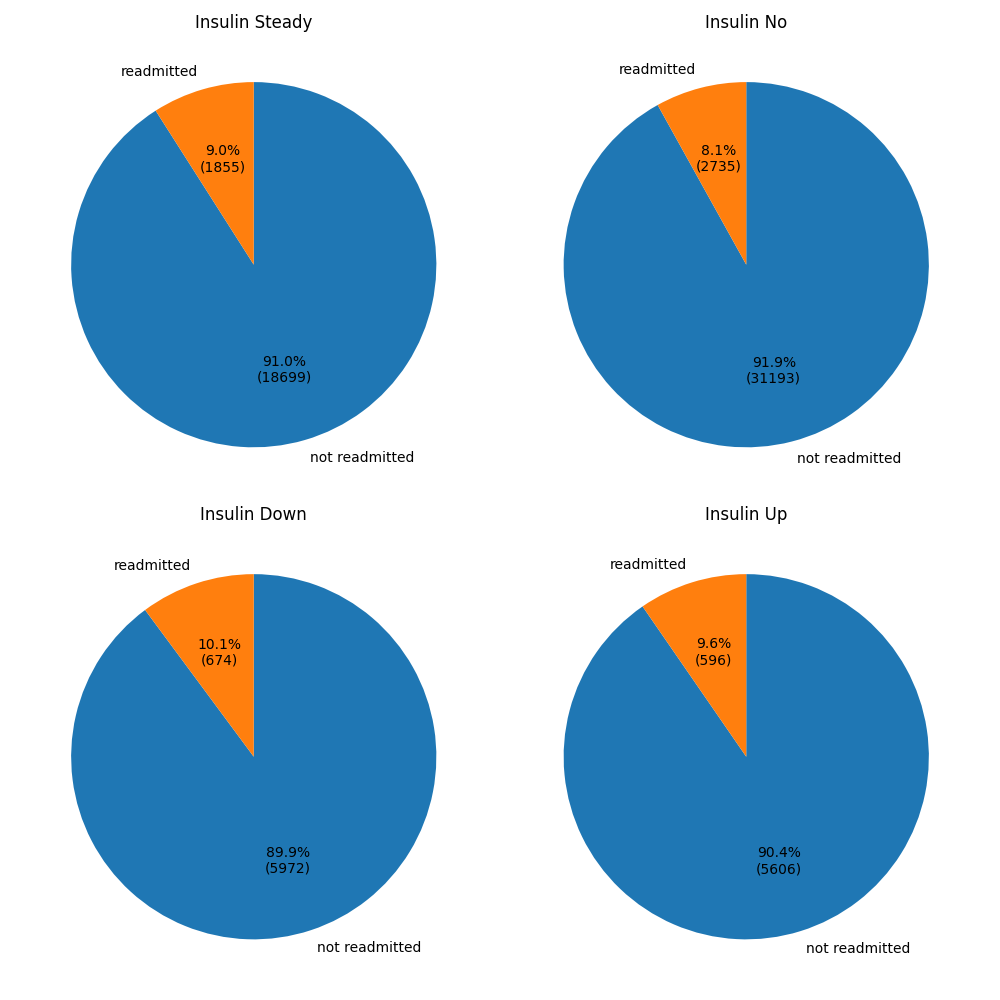 Insulin Steady
readmitted
9.0%
(1855)
91.0%
(18699)
not readmitted
Insulin No
readmitted
8.1%
(2735)
91.9%
(31193)
not readmitted
Insulin Down
readmitted
10.1%
(674)
89.9%
(5972)
not readmitted
Insulin Up
readmitted
9.6%
(596)
90.4%
(5606)
not readmitted